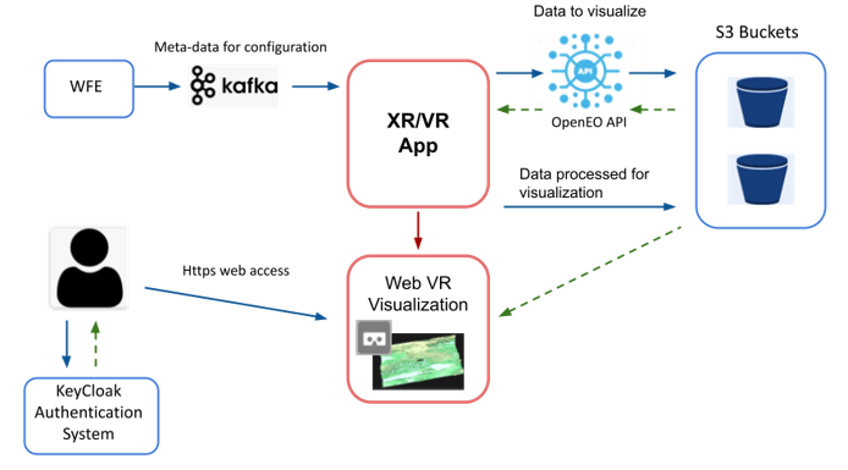 Data to visualize
S3 Buckets
Meta-data for configuration
WFE
kafka
API
XR/VR
App
OpenEO API
Data processed for
visualization
Https web access
Web VR
Visualization
KeyCloak
Authentication
System